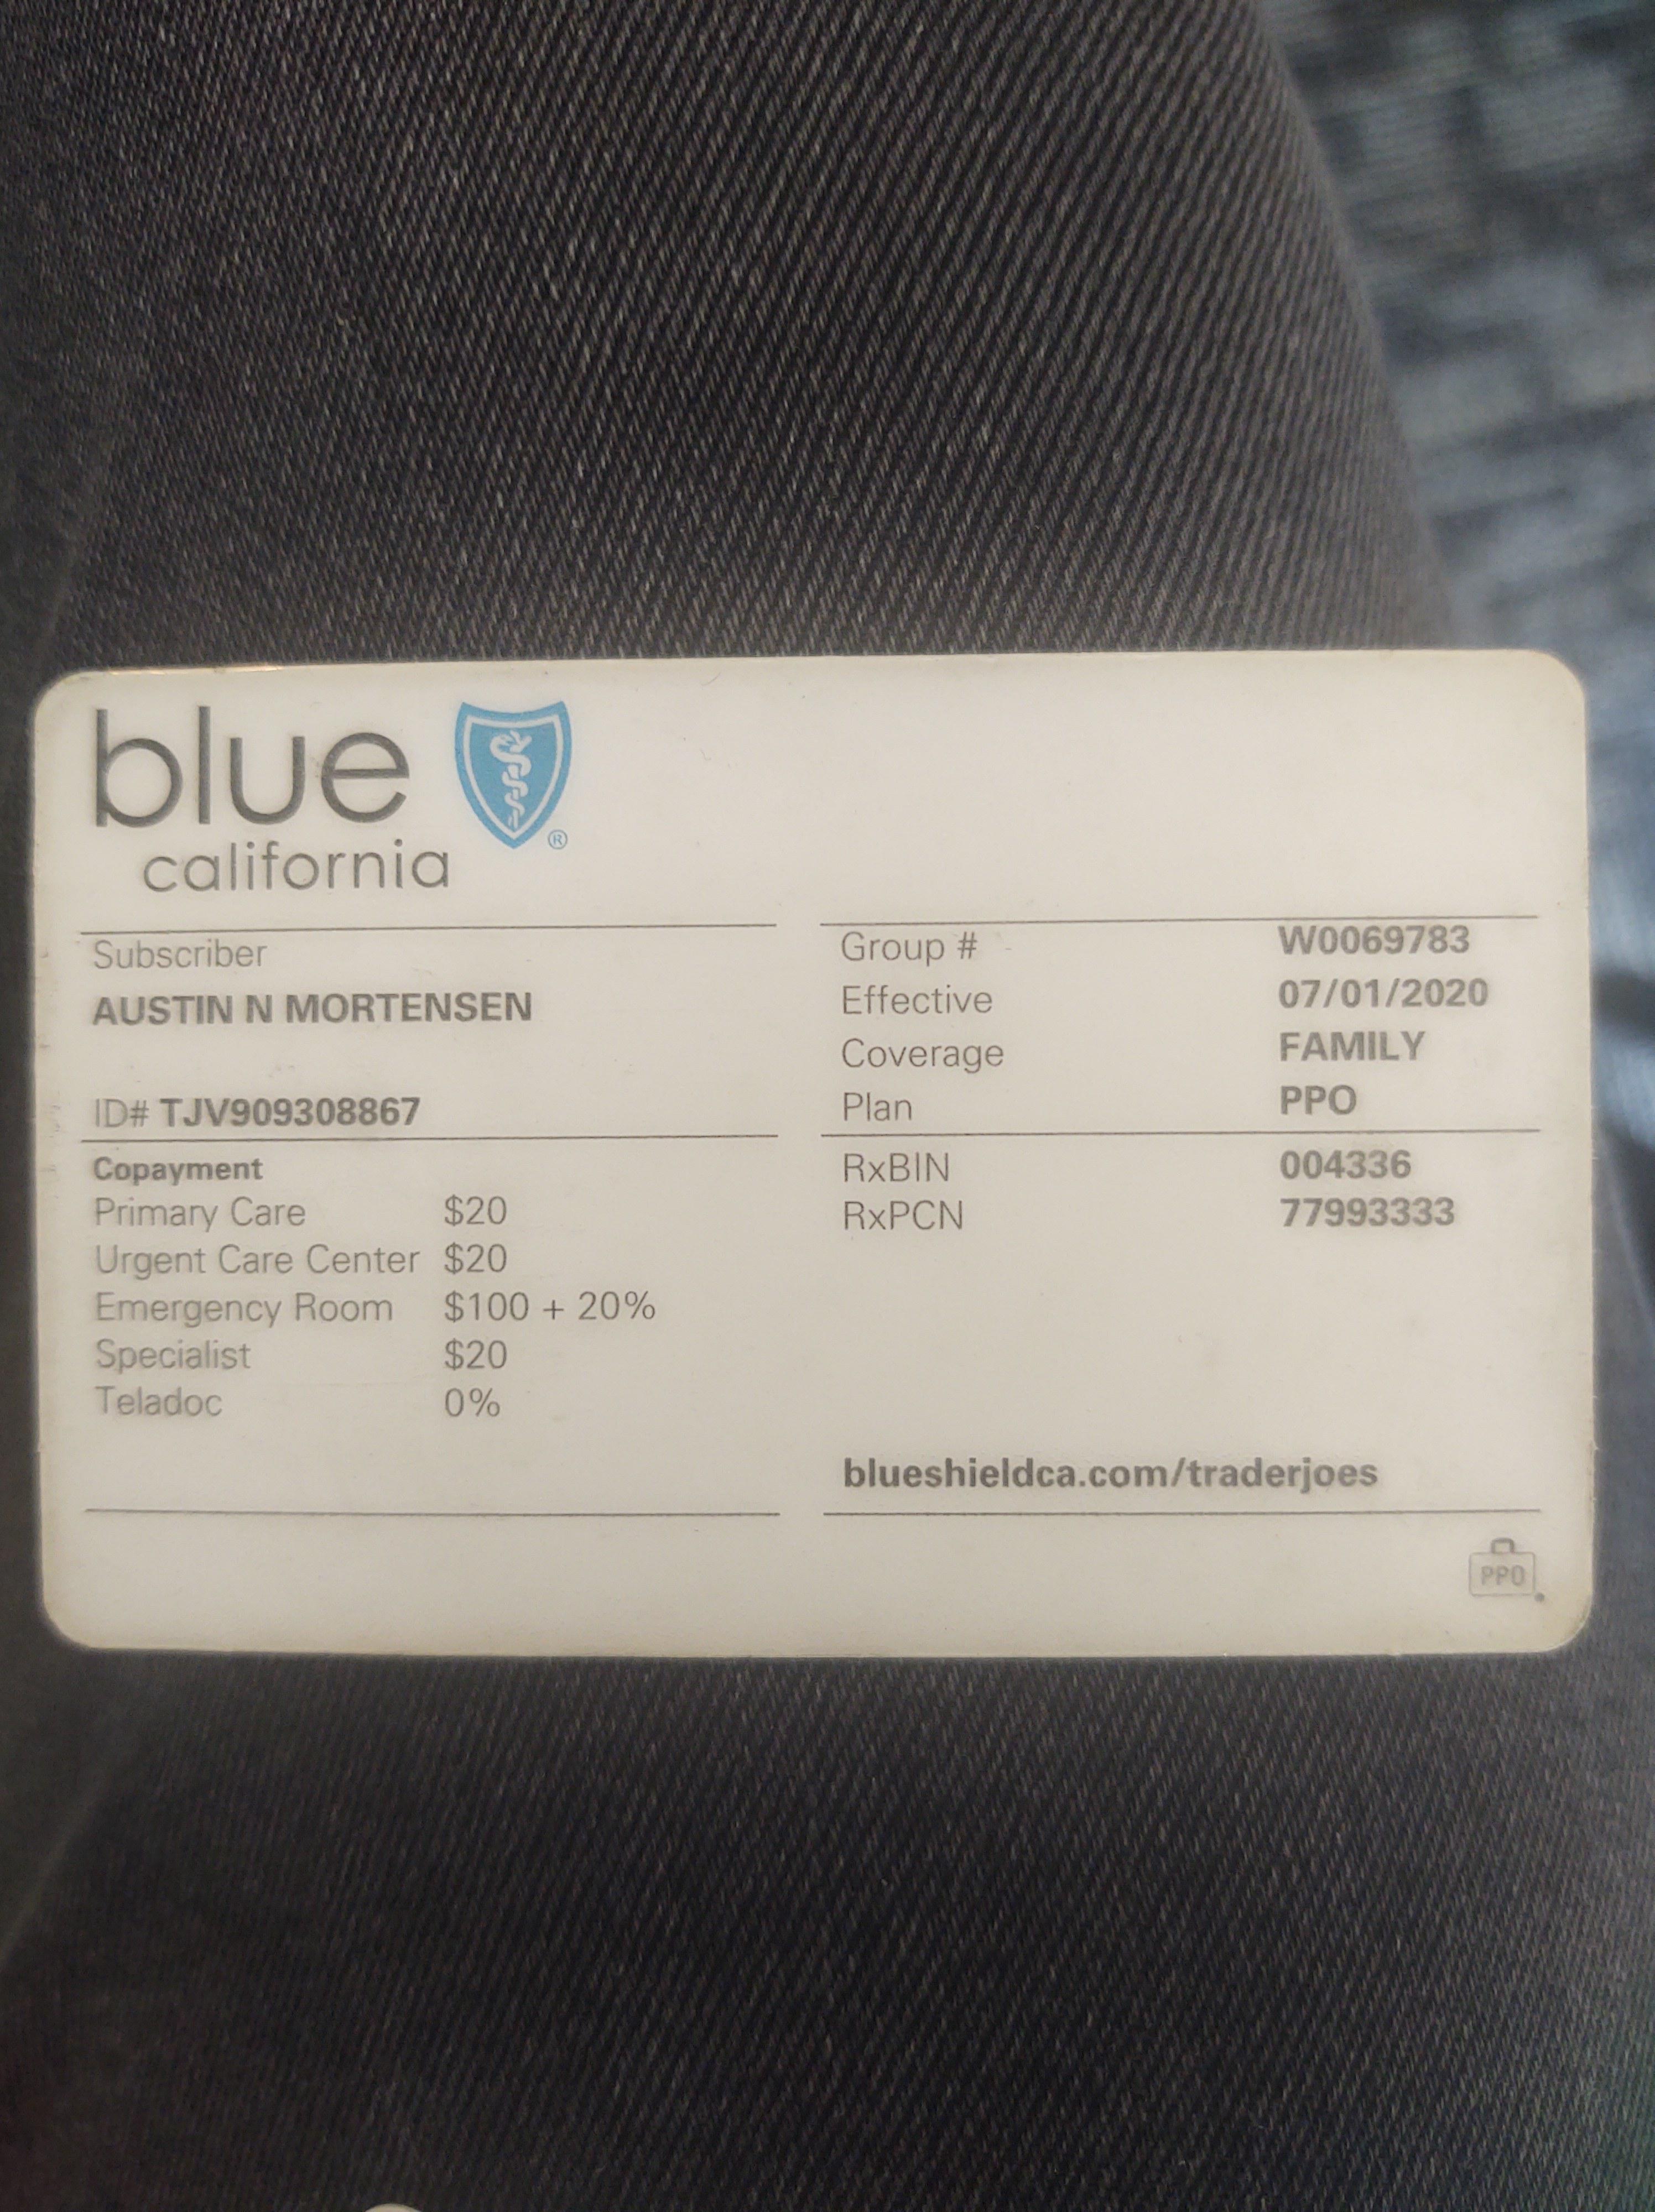 blue
california
®
Subscriber
AUSTIN N MORTENSEN
ID# TJV909308867
Copayment
Primary Care $20
Urgent Care Center $20
Emergency Room $100 + 20%
Specialist $20
Teladoc 0%
Group # W0069783
Effective 07/01/2020
Coverage FAMILY
Plan PPO
RxBIN 004336
RxPCN 77993333
blueshieldca.com/traderjoes
PPO